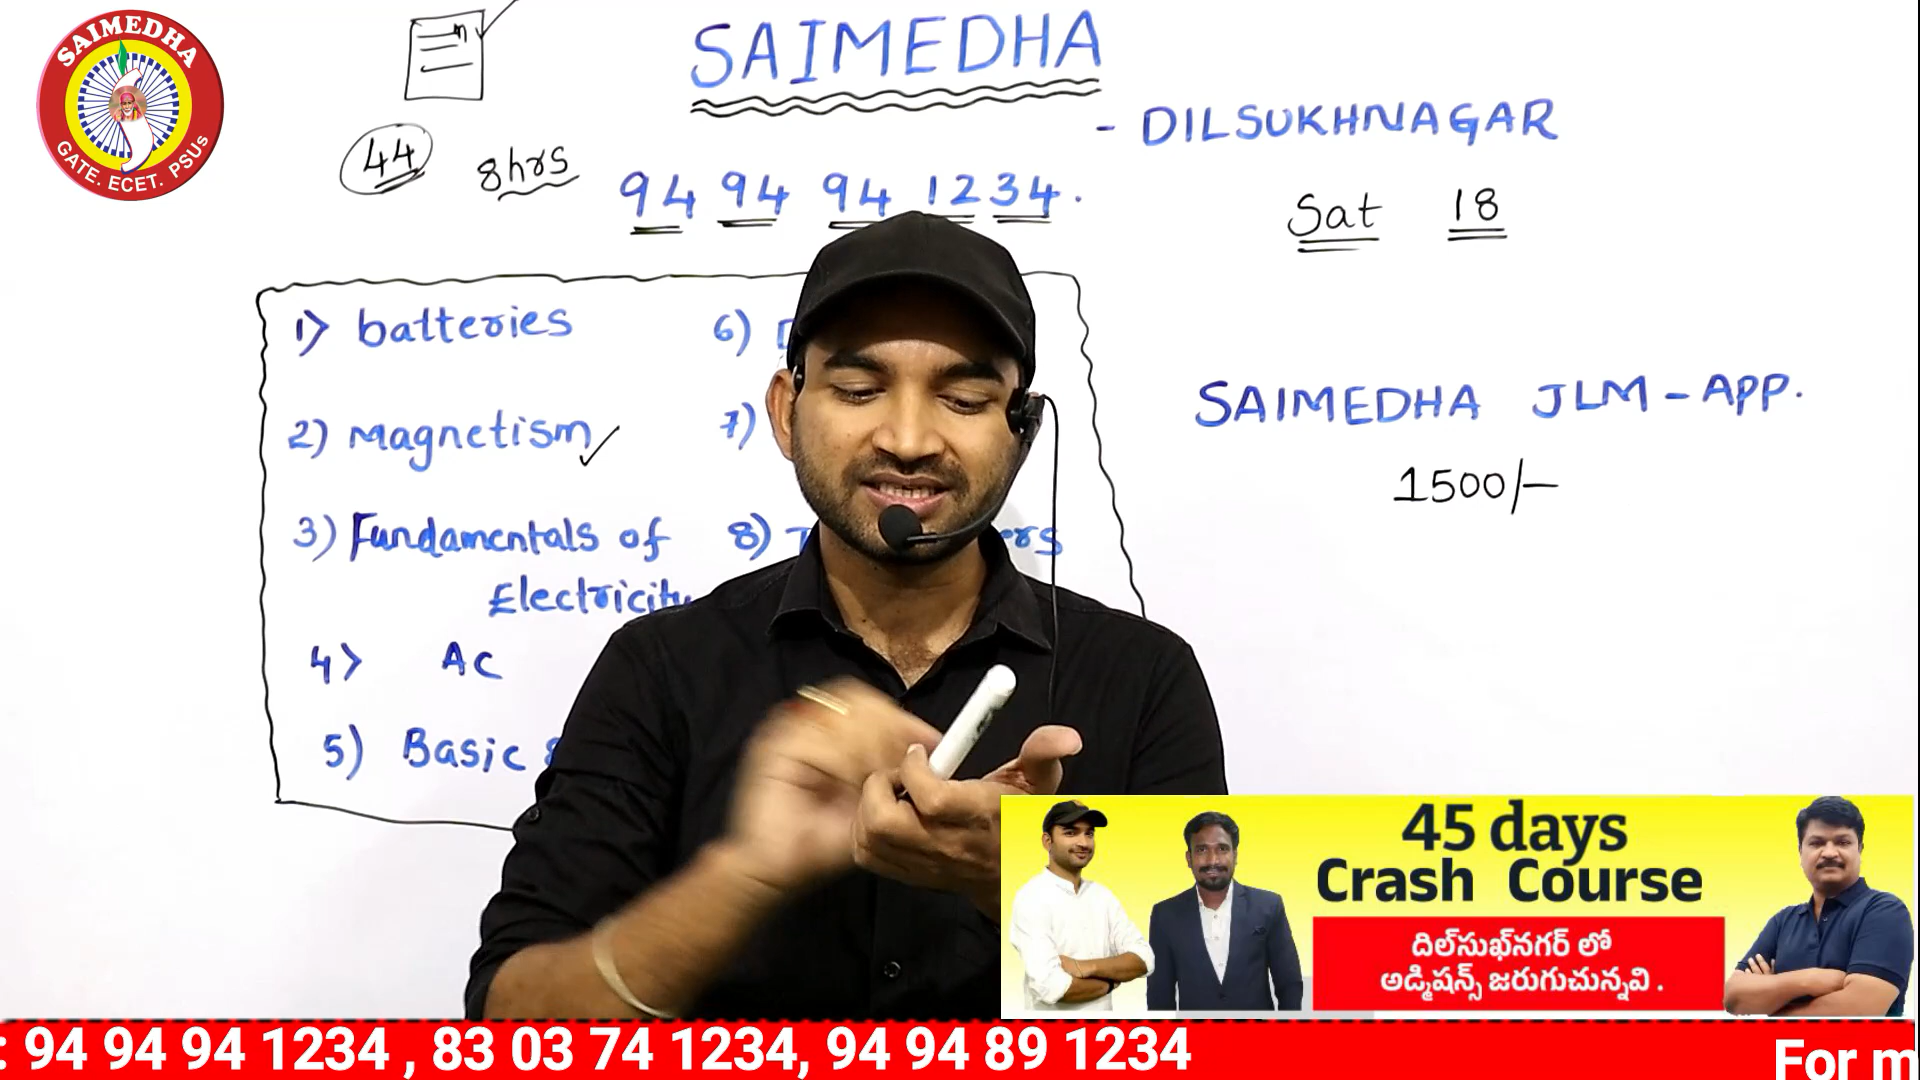 SAIMEDHA
GATE. ECET. PSUs
SAIMEDHA
- DILSUKHNAGAR
44
8hrs
94 94 94 1234.
Sat 18
1) batteries
2) Magnetism
3) Fundamentals of
Electricity
4) AC
5) Basic
6)
7)
8)
SAIMEDHA JLM - APP.
1500/-
45 days
Crash Course
దిల్‌సుఖ్‌నగర్ లో
అడ్మిషన్స్ జరుగుచున్నవి .
: 94 94 94 1234 , 83 03 74 1234, 94 94 89 1234
For m